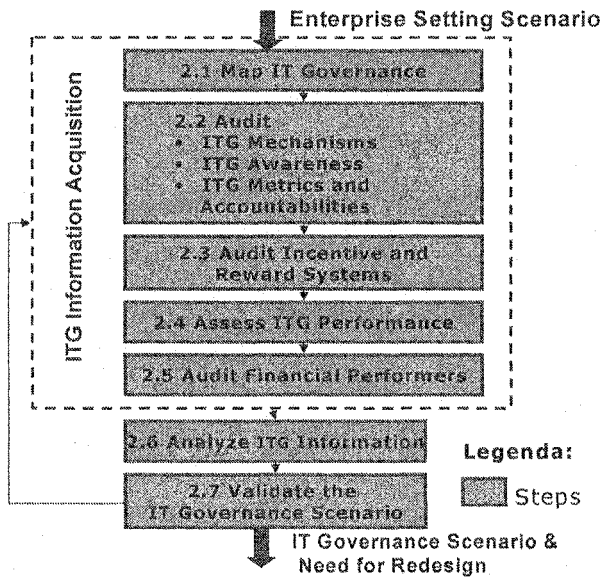 Enterprise Setting Scenario
ITG Information Acquisition
2.1 Map IT Governance
2.2 Audit
• ITG Mechanisms
• ITG Awareness
• ITG Metrics and
Accountabilities
2.3 Audit Incentive and
Reward Systems
2.4 Assess ITG Performance
2.5 Audit Financial Performers
2.6 Analyze ITG Information
2.7 Validate the
IT Governance Scenario
Legenda:
Steps
IT Governance Scenario &
Need for Redesign